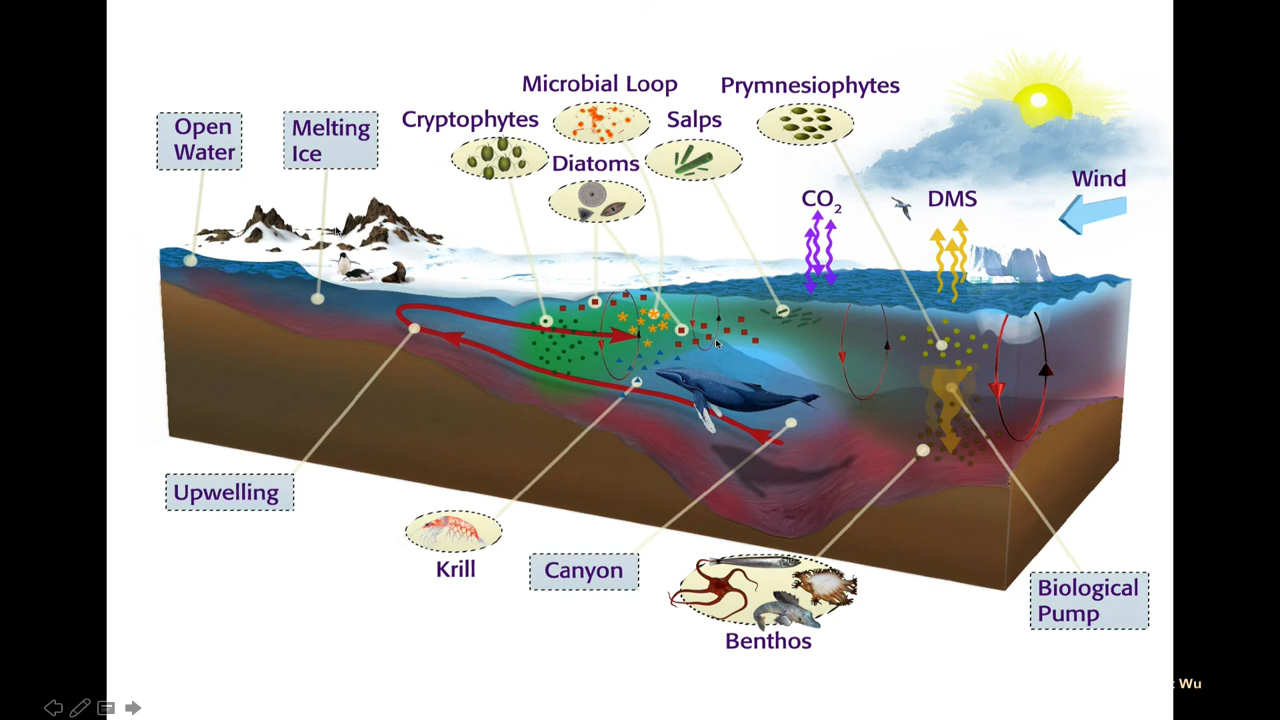 Microbial Loop
Prymnesiophytes
Cryptophytes
Salps
Open
Water
Melting
Ice
Diatoms
CO₂
DMS
Wind
Upwelling
Krill
Canyon
Benthos
Biological
Pump
Wu